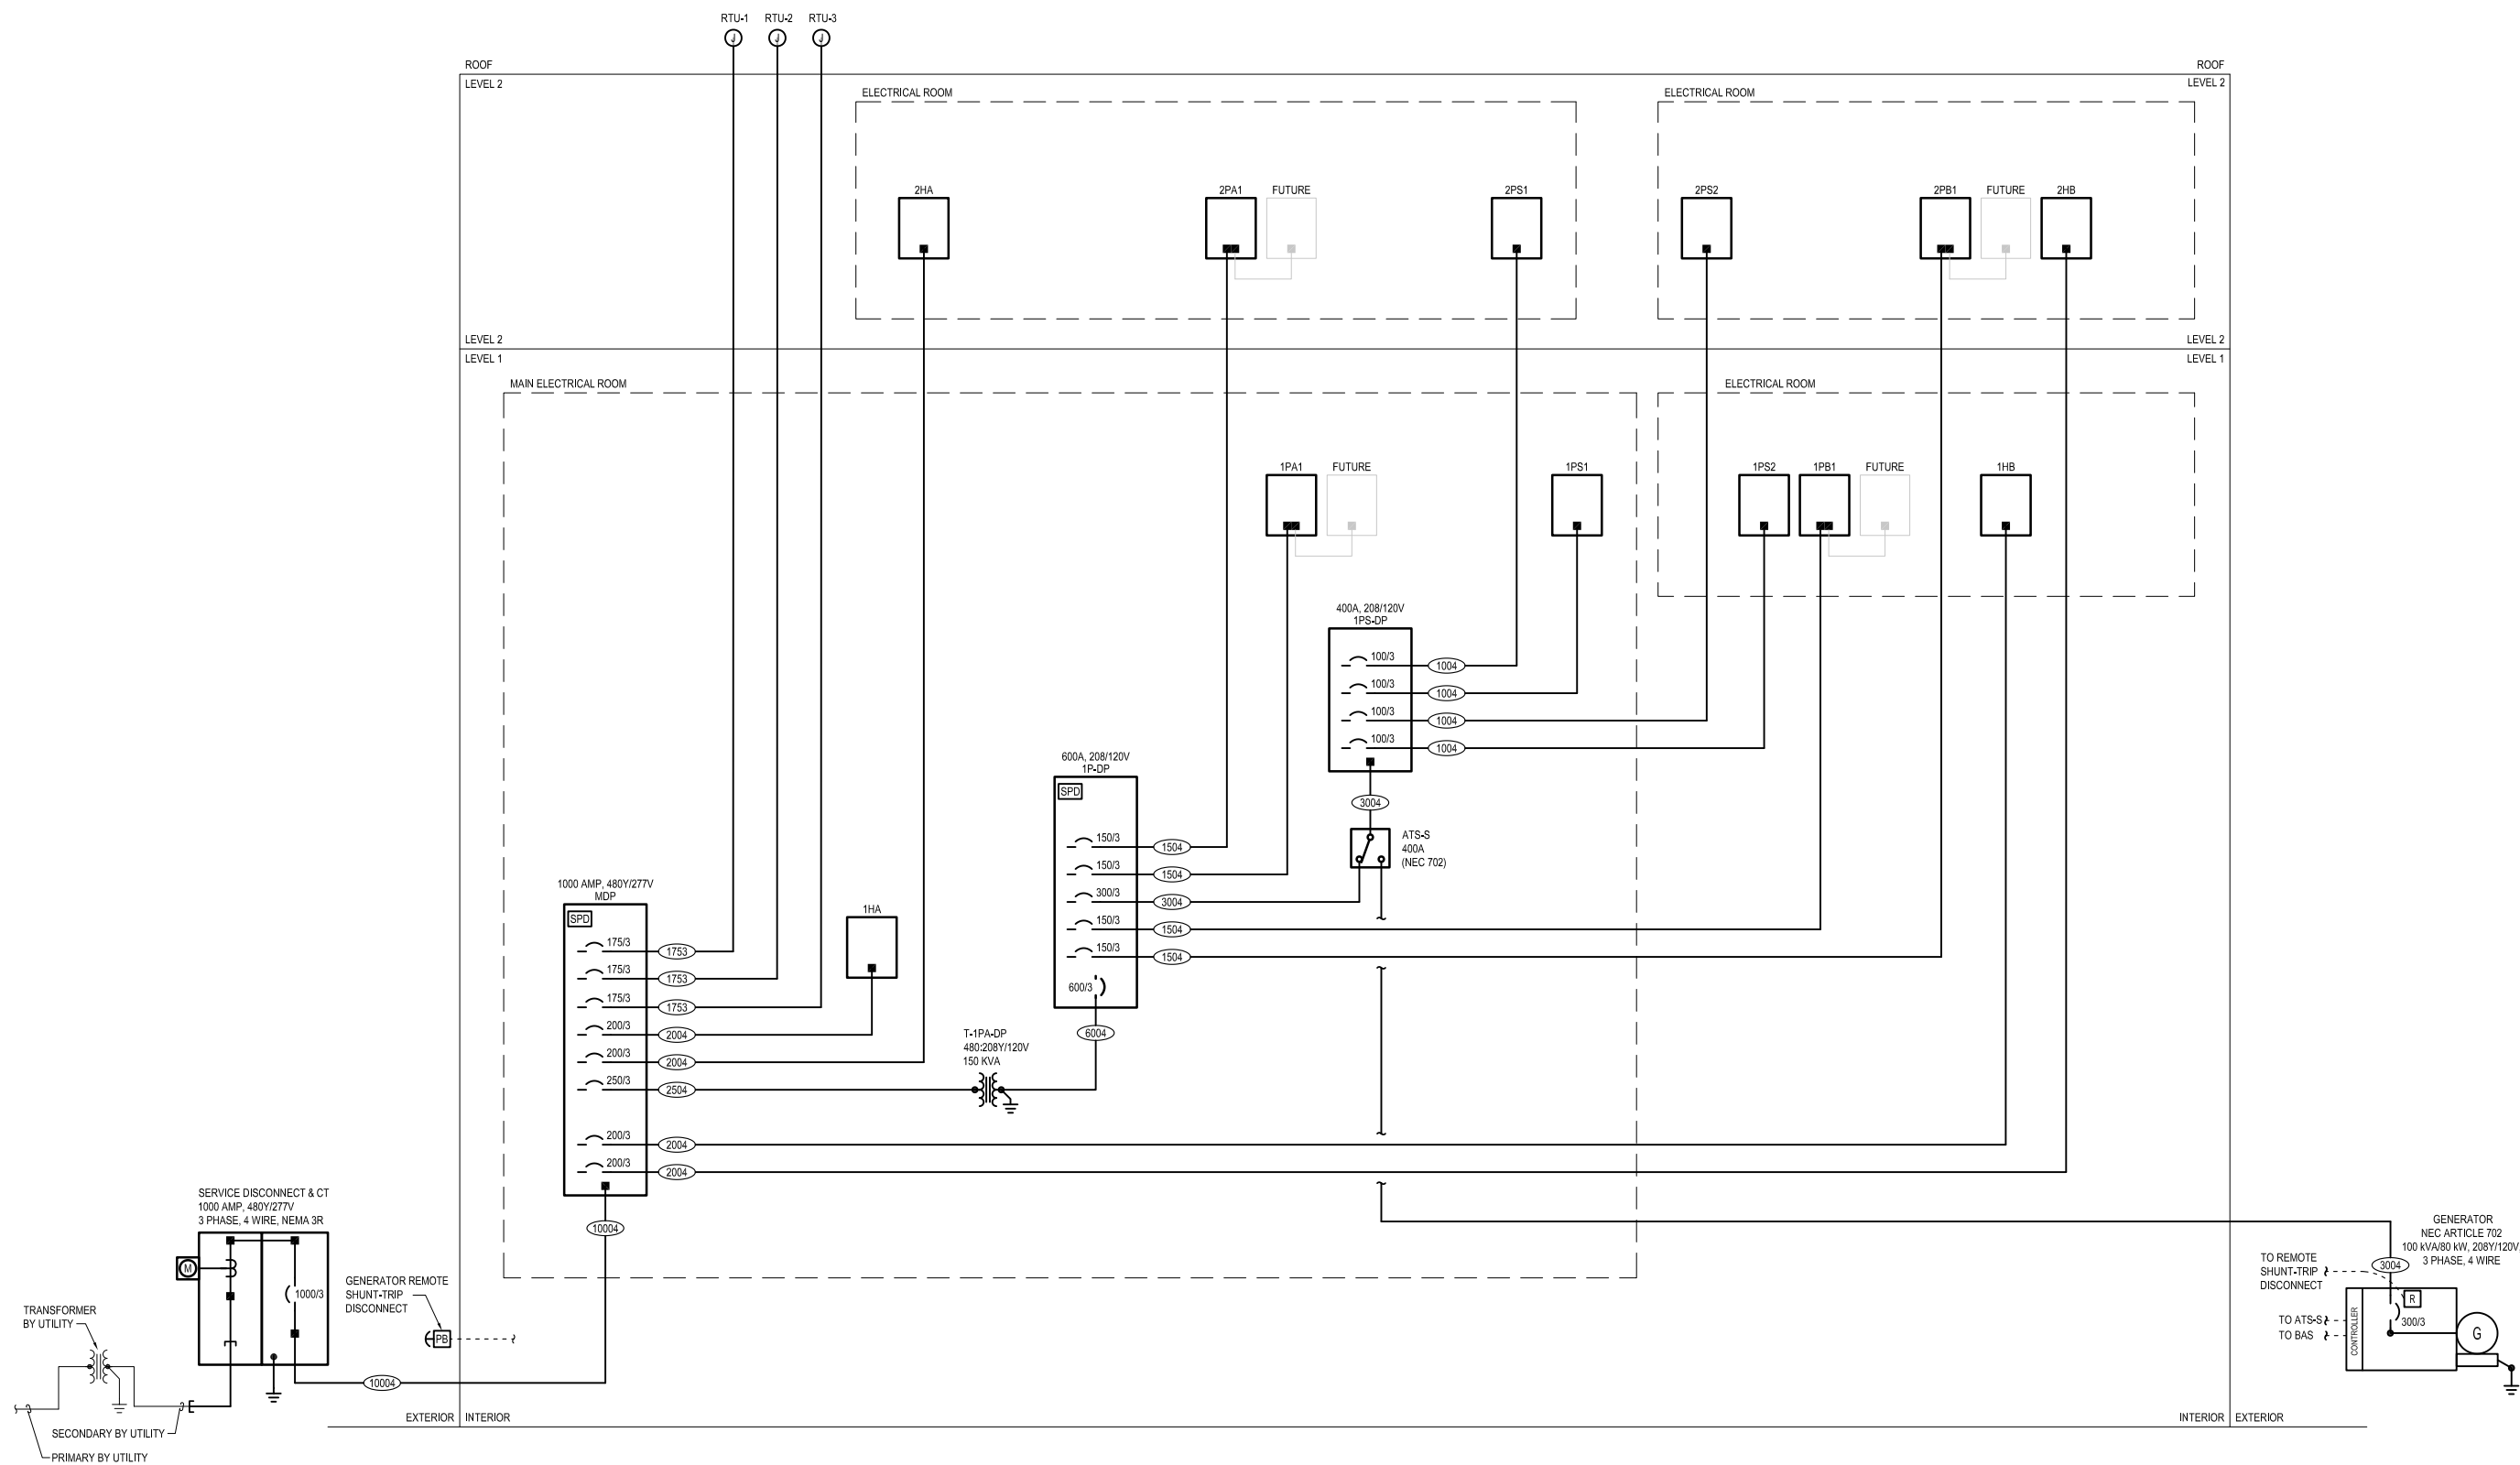 RTU-1 RTU-2 RTU-3
J J J
ROOF ROOF
LEVEL 2 LEVEL 2
ELECTRICAL ROOM ELECTRICAL ROOM
2HA 2PA1 FUTURE 2PS1 2PS2 2PB1 FUTURE 2HB
LEVEL 2 LEVEL 2
LEVEL 1 LEVEL 1
MAIN ELECTRICAL ROOM ELECTRICAL ROOM
1PA1 FUTURE 1PS1 1PS2 1PB1 FUTURE 1HB
400A, 208/120V
1PS-DP
100/3 1004
100/3 1004
100/3 1004
100/3 1004
3004
ATS-S
400A
(NEC 702)
600A, 208/120V
1P-DP
SPD
150/3 1504
150/3 1504
300/3 3004
150/3 1504
150/3 1504
600/3
6004
1000 AMP, 480Y/277V
MDP
SPD
175/3 1753
175/3 1753
175/3 1753
200/3 2004
200/3 2004
250/3 2504
200/3 2004
200/3 2004
10004
1HA
T-1PA-DP
480:208Y/120V
150 KVA
SERVICE DISCONNECT & CT
1000 AMP, 480Y/277V
3 PHASE, 4 WIRE, NEMA 3R
M
1000/3
GENERATOR REMOTE
SHUNT-TRIP
DISCONNECT
PB
TRANSFORMER
BY UTILITY
10004
SECONDARY BY UTILITY
PRIMARY BY UTILITY
EXTERIOR INTERIOR
GENERATOR
NEC ARTICLE 702
100 kVA/80 kW, 208Y/120V,
3 PHASE, 4 WIRE
3004
TO REMOTE
SHUNT-TRIP
DISCONNECT
R
300/3
TO ATS-S
TO BAS
CONTROLLER
G
INTERIOR EXTERIOR